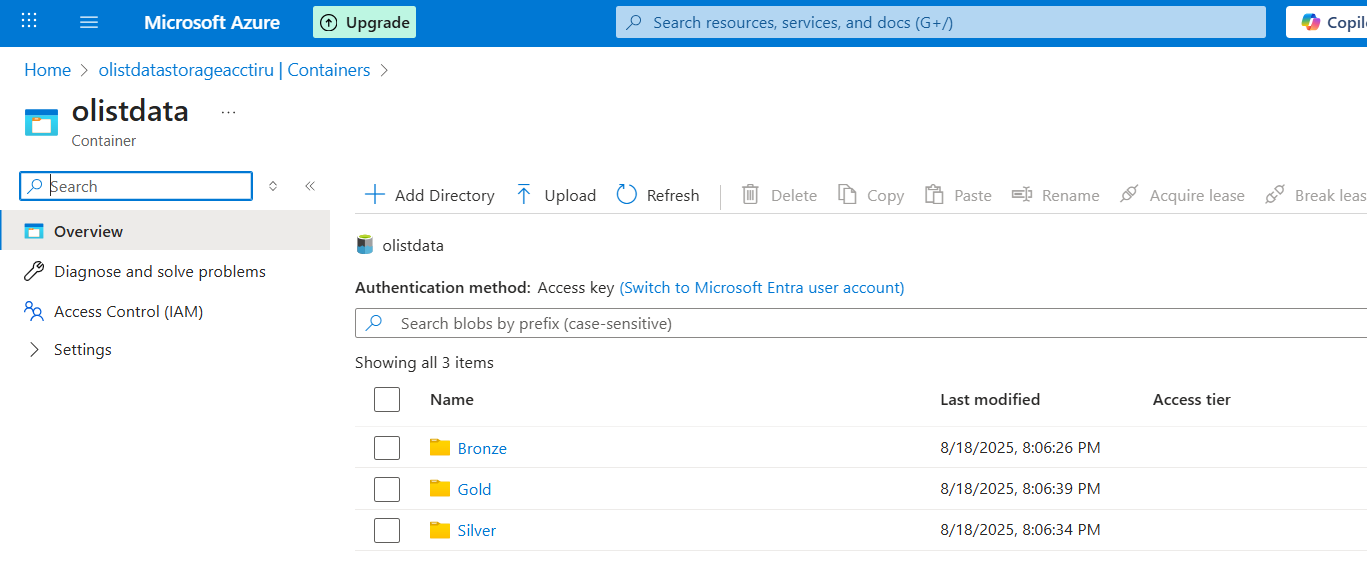 Microsoft Azure Upgrade Search resources, services, and docs (G+/) Copil
Home > olistdatastorageacctiru | Containers >
olistdata ...
Container
Search
Add Directory Upload Refresh Delete Copy Paste Rename Acquire lease Break leas
Overview
olistdata
Diagnose and solve problems
Authentication method: Access key (Switch to Microsoft Entra user account)
Access Control (IAM)
Search blobs by prefix (case-sensitive)
Settings
Showing all 3 items
Name Last modified Access tier
Bronze 8/18/2025, 8:06:26 PM
Gold 8/18/2025, 8:06:39 PM
Silver 8/18/2025, 8:06:34 PM